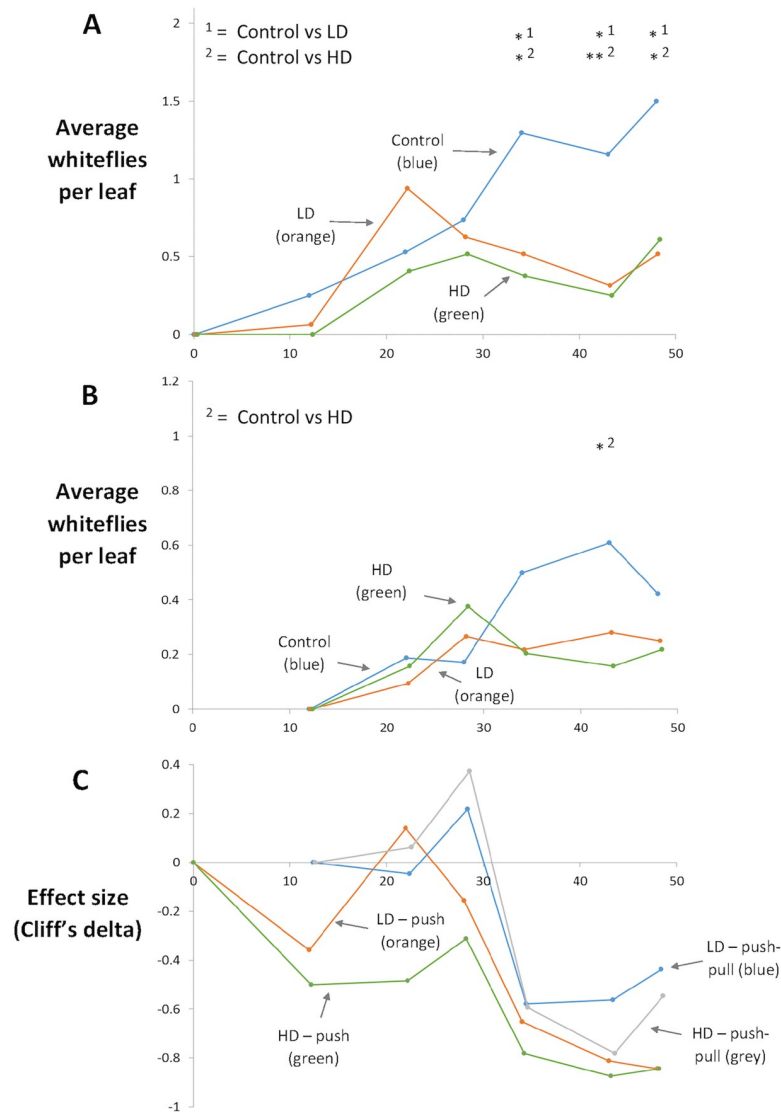 A
2
¹ = Control vs LD
*¹ *¹ *¹
² = Control vs HD
*² **² *²
1.5
Average
whiteflies
per leaf
Control
(blue)
1
LD
(orange)
0.5
HD
(green)
0
0 10 20 30 40 50
B
1.2
² = Control vs HD
1
*²
0.8
Average
whiteflies
per leaf
0.6
HD
(green)
0.4
Control
(blue)
0.2
LD
(orange)
0
0 10 20 30 40 50
C
0.4
0.2
0
0 10 20 30 40 50
Effect size
(Cliff's delta)
-0.2
LD – push
(orange)
-0.4
LD – push-
pull (blue)
-0.6
HD – push
(green)
HD – push-
pull (grey)
-0.8
-1